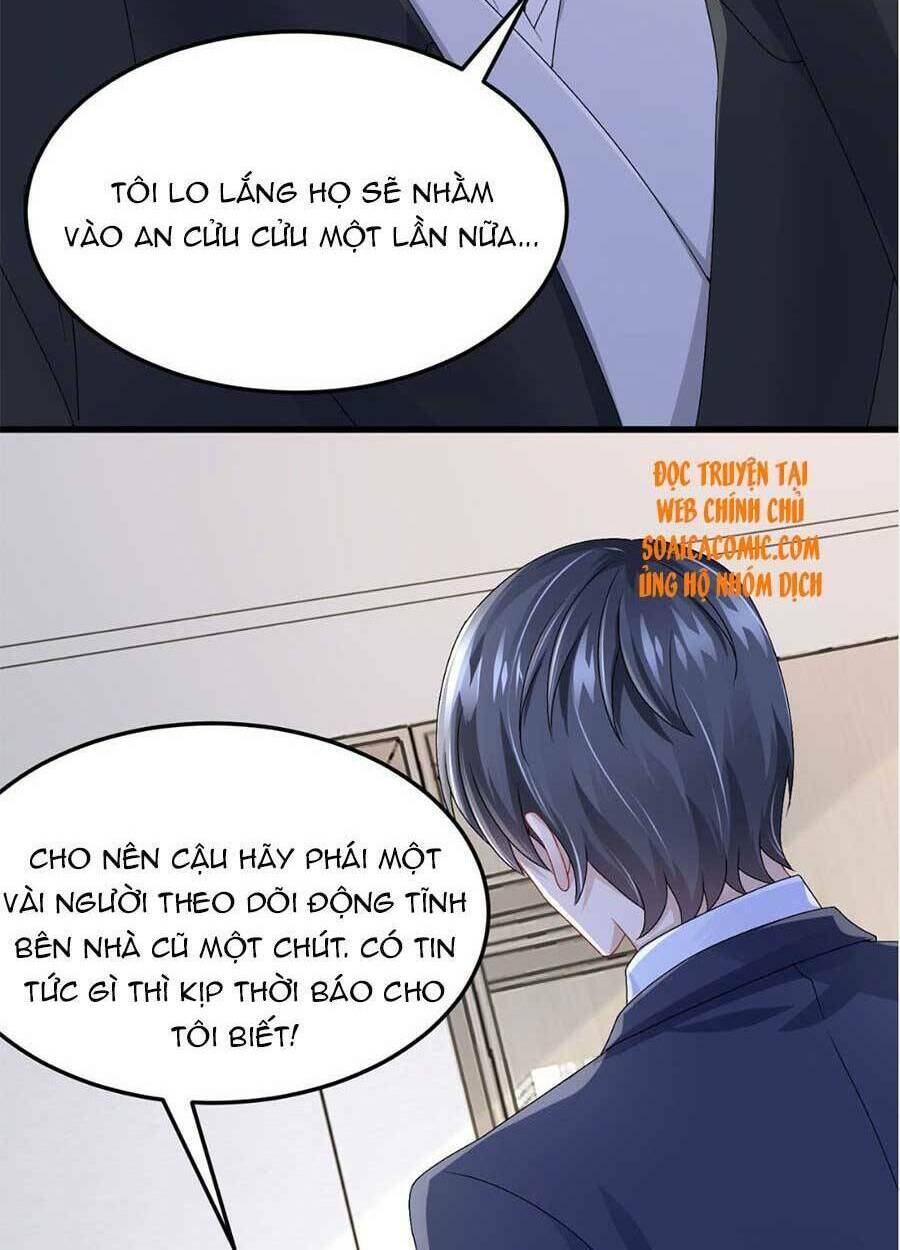 TÔI LO LẮNG HỌ SẼ NHẰM
VÀO AN CỬU CỬU MỘT LẦN NỮA...
ĐỌC TRUYỆN TẠI
WEB CHÍNH CHỦ
SOAICACOMIC.COM
ỦNG HỘ NHÓM DỊCH
CHO NÊN CẬU HÃY PHÁI MỘT
VÀI NGƯỜI THEO DÕI ĐỘNG TĨNH
BÊN NHÀ CŨ MỘT CHÚT. CÓ TIN
TỨC GÌ THÌ KỊP THỜI BÁO CHO
TÔI BIẾT!